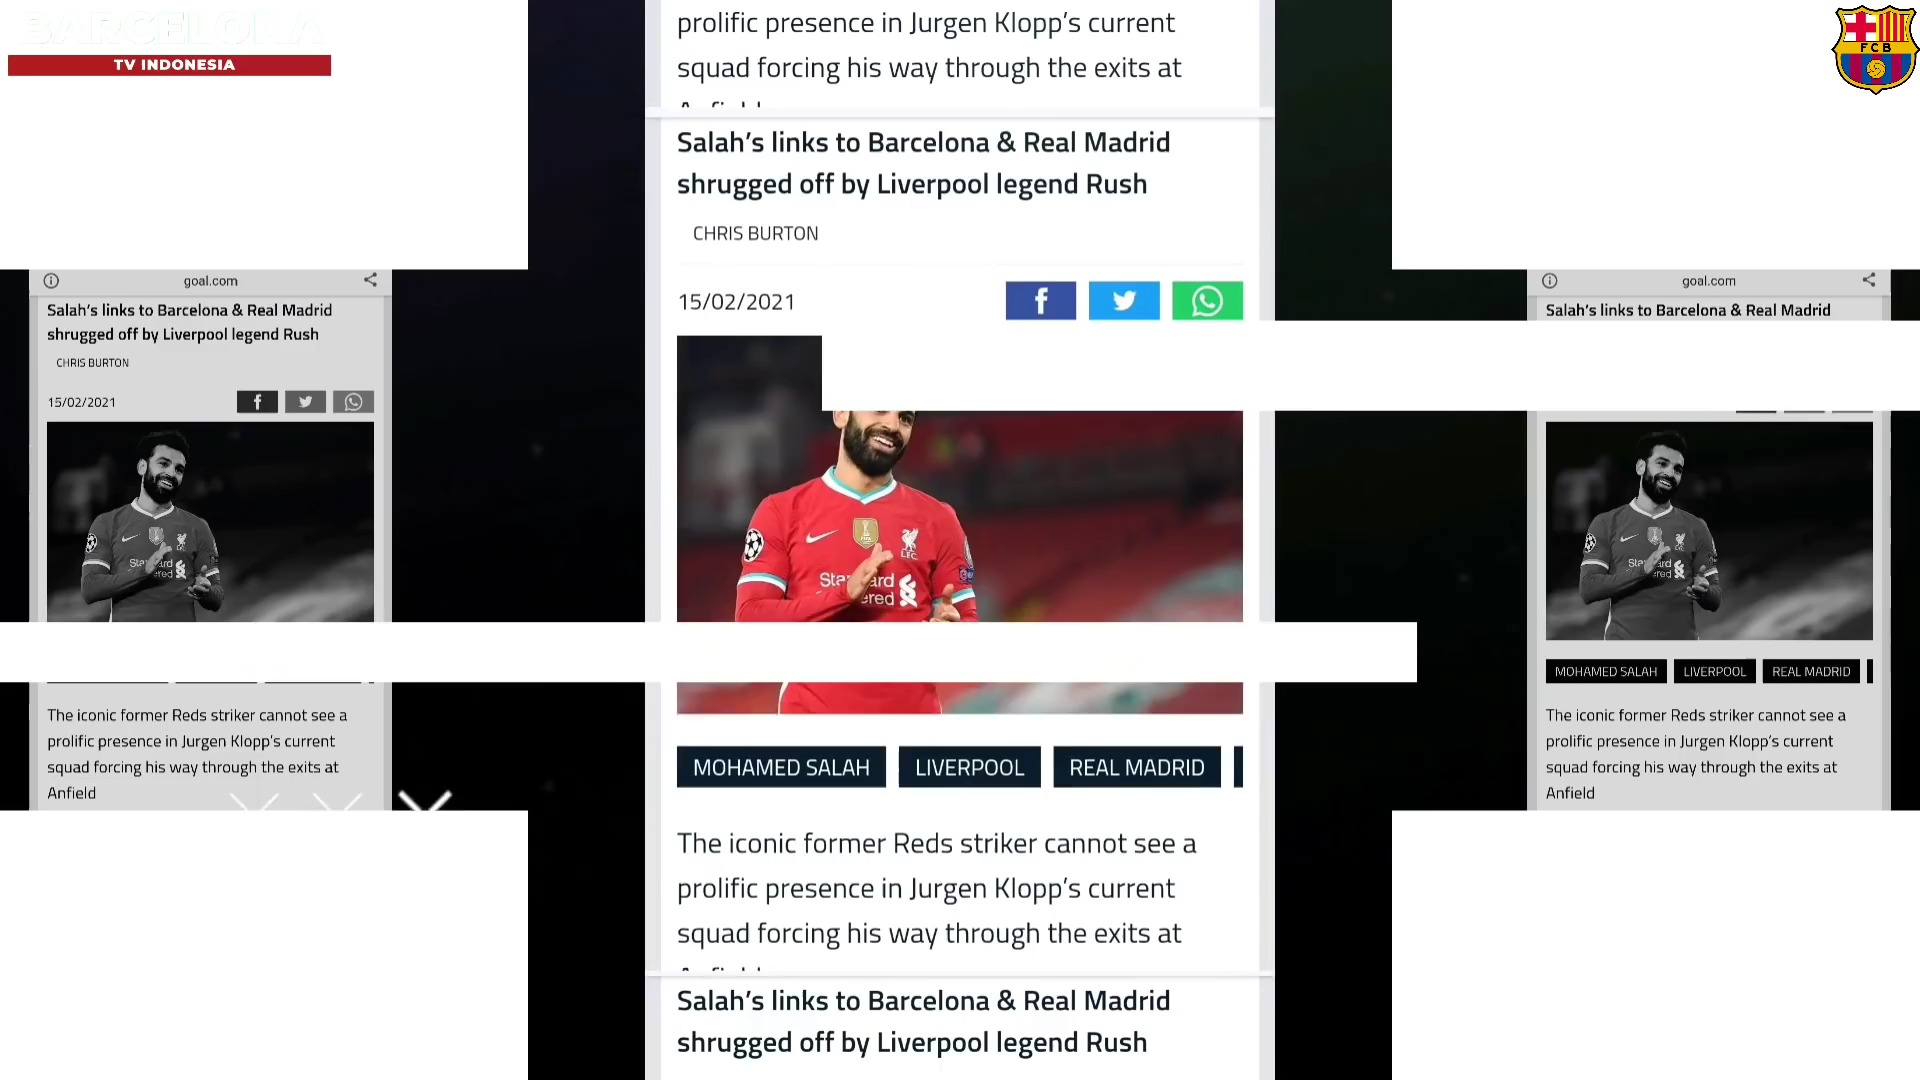 BARCELONA
TV INDONESIA
FCB
prolific presence in Jurgen Klopp's current
squad forcing his way through the exits at
Salah's links to Barcelona & Real Madrid
shrugged off by Liverpool legend Rush
CHRIS BURTON
15/02/2021
L.F.C.
MOHAMED SALAH LIVERPOOL REAL MADRID
The iconic former Reds striker cannot see a
prolific presence in Jurgen Klopp's current
squad forcing his way through the exits at
Salah's links to Barcelona & Real Madrid
shrugged off by Liverpool legend Rush
goal.com
Salah's links to Barcelona & Real Madrid
shrugged off by Liverpool legend Rush
CHRIS BURTON
15/02/2021
The iconic former Reds striker cannot see a
prolific presence in Jurgen Klopp's current
squad forcing his way through the exits at
Anfield
goal.com
Salah's links to Barcelona & Real Madrid
MOHAMED SALAH LIVERPOOL REAL MADRID
The iconic former Reds striker cannot see a
prolific presence in Jurgen Klopp's current
squad forcing his way through the exits at
Anfield